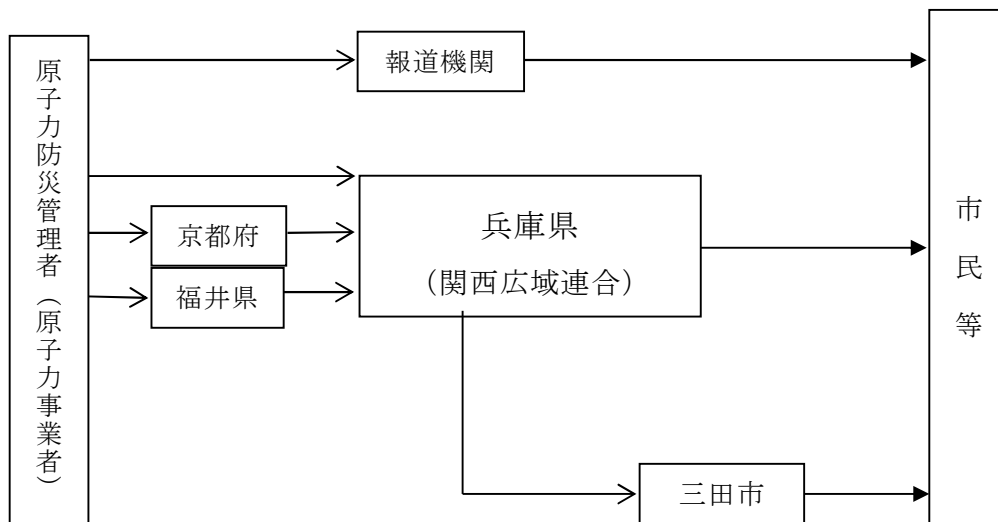 原子力防災管理者（原子力事業者）
報道機関
京都府
福井県
兵庫県
（関西広域連合）
三田市
市民等